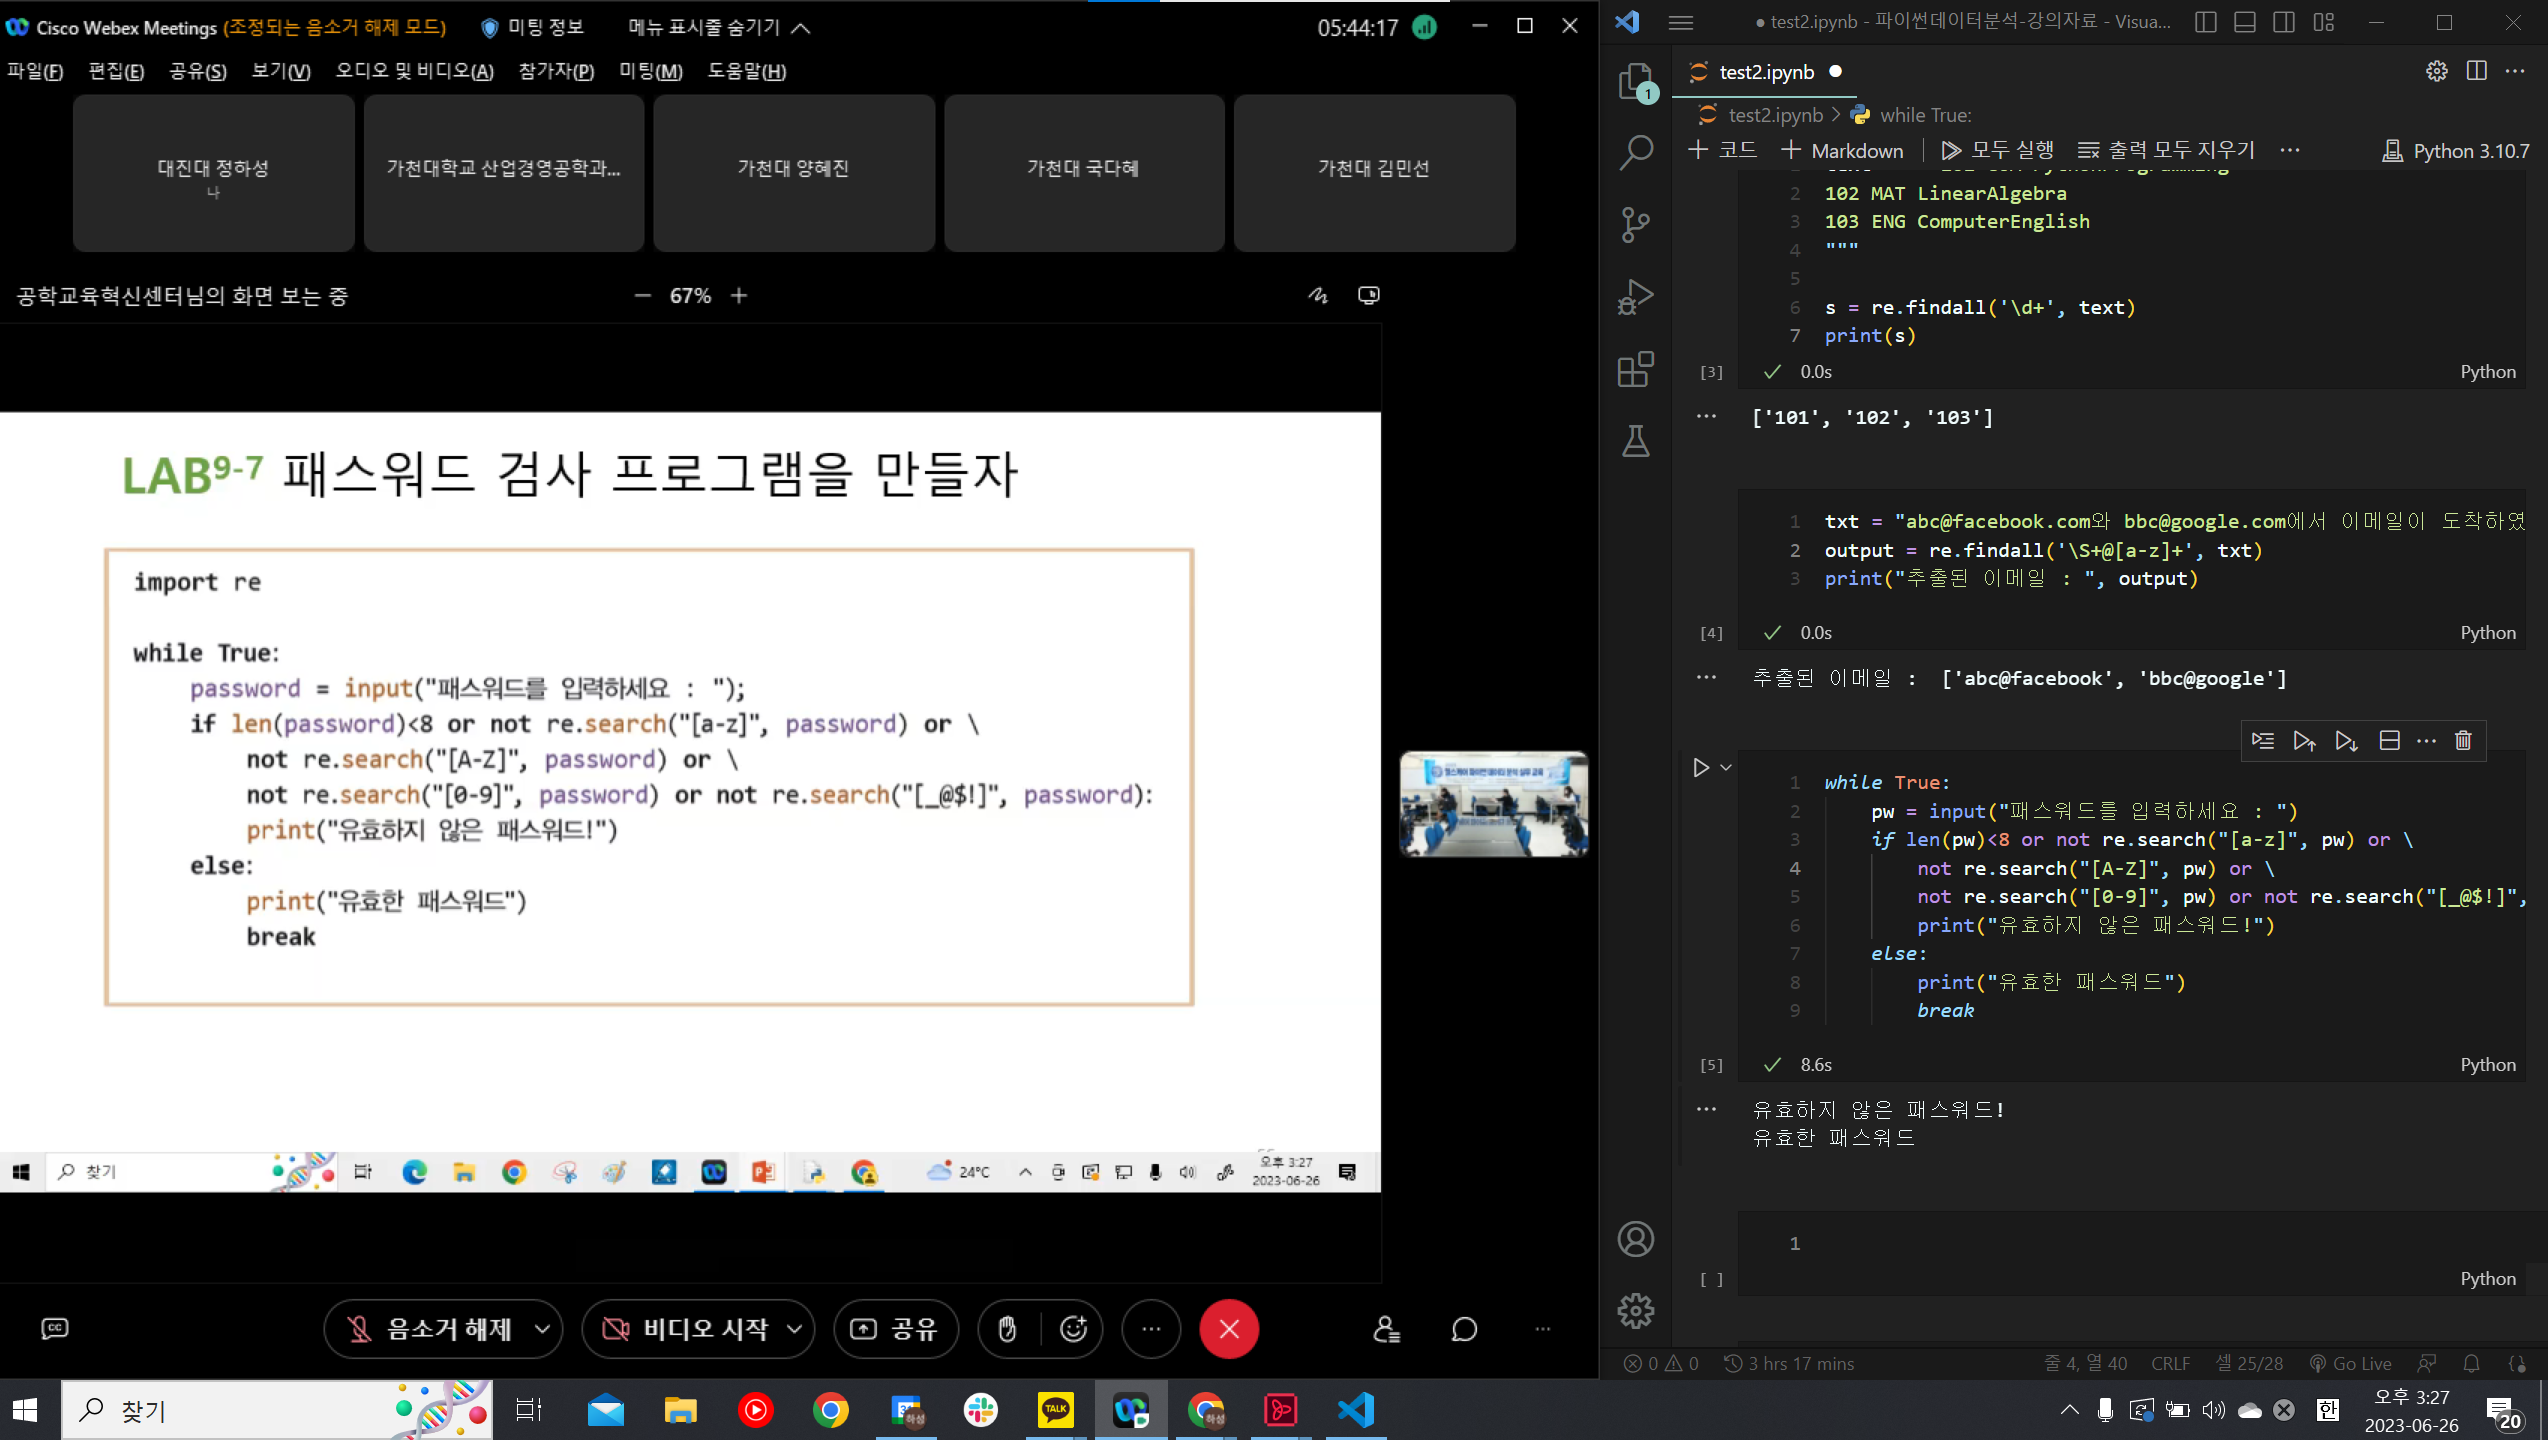 Cisco Webex Meetings (조정되는 음소거 해제 모드)
미팅 정보
메뉴 표시줄 숨기기
05:44:17
파일(F) 편집(E) 공유(S) 보기(V) 오디오 및 비디오(A) 참가자(P) 미팅(M) 도움말(H)
대진대 정하성
나
가천대학교 산업경영공학과...
가천대 양혜진
가천대 국다혜
가천대 김민선
공학교육혁신센터님의 화면 보는 중
67%
LAB9-7 패스워드 검사 프로그램을 만들자
import re
while True:
password = input("패스워드를 입력하세요 : ");
if len(password)<8 or not re.search("[a-z]", password) or \
not re.search("[A-Z]", password) or \
not re.search("[0-9]", password) or not re.search("[_@$!]", password):
print("유효하지 않은 패스워드!")
else:
print("유효한 패스워드")
break
찾기
24°C
오후 3:27
2023-06-26
음소거 해제
비디오 시작
공유
● test2.ipynb - 파이썬데이터분석-강의자료 - Visua...
1
test2.ipynb ●
test2.ipynb > while True:
+ 코드 + Markdown 모두 실행 출력 모두 지우기 ... Python 3.10.7
2 102 MAT LinearAlgebra
3 103 ENG ComputerEnglish
4 """
5
6 s = re.findall('\d+', text)
7 print(s)
[3] 0.0s Python
['101', '102', '103']
1 txt = "abc@facebook.com와 bbc@google.com에서 이메일이 도착하였
2 output = re.findall('\S+@[a-z]+', txt)
3 print("추출된 이메일 : ", output)
[4] 0.0s Python
추출된 이메일 : ['abc@facebook', 'bbc@google']
1 while True:
2 pw = input("패스워드를 입력하세요 : ")
3 if len(pw)<8 or not re.search("[a-z]", pw) or \
4 not re.search("[A-Z]", pw) or \
5 not re.search("[0-9]", pw) or not re.search("[_@$!]",
6 print("유효하지 않은 패스워드!")
7 else:
8 print("유효한 패스워드")
9 break
[5] 8.6s Python
유효하지 않은 패스워드!
유효한 패스워드
1
[ ] Python
0 0 3 hrs 17 mins 줄 4, 열 40 CRLF 셀 25/28 Go Live
찾기
TALK
한
오후 3:27
2023-06-26
20